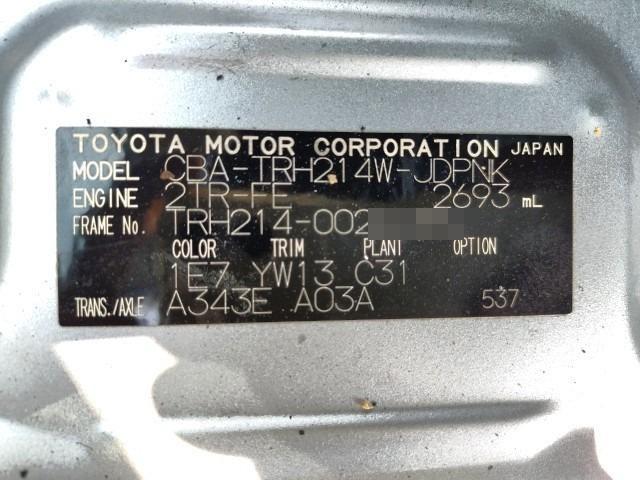 TOYOTA MOTOR CORPORATION JAPAN
MODEL CBA-TRH214W-JDPNK
ENGINE 2TR-FE 2693 mL
FRAME No. TRH214-002
COLOR TRIM PLANT OPTION
1E7 YW13 C31
TRANS./AXLE A343E A03A 537